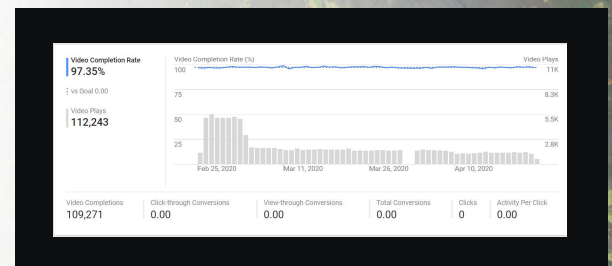 Video Completion Rate
97.35%
vs Goal 0.00
Video Plays
112,243
Video Completion Rate (%)
Video Plays
100
11K
75
8.3K
50
5.5K
25
2.8K
Feb 25, 2020
Mar 11, 2020
Mar 26, 2020
Apr 10, 2020
Video Completions
109,271
Click-through Conversions
0.00
View-through Conversions
0.00
Total Conversions
0.00
Clicks
0
Activity Per Click
0.00